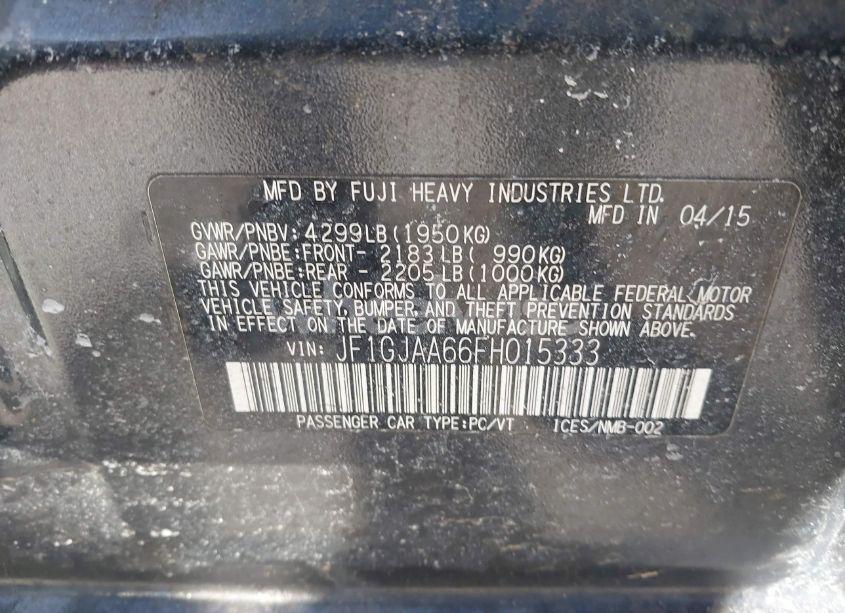 MFD BY FUJI HEAVY INDUSTRIES LTD.
MFD IN 04/15
GVWR/PNBV: 4299LB(1950KG)
GAWR/PNBE:FRONT- 2183LB( 990KG)
GAWR/PNBE:REAR - 2205LB(1000KG)
THIS VEHICLE CONFORMS TO ALL APPLICABLE FEDERAL MOTOR
VEHICLE SAFETY, BUMPER, AND THEFT PREVENTION STANDARDS
IN EFFECT ON THE DATE OF MANUFACTURE SHOWN ABOVE.
VIN: JF1GJAA66FH015333
PASSENGER CAR TYPE:PC/VT ICES/NMB-002